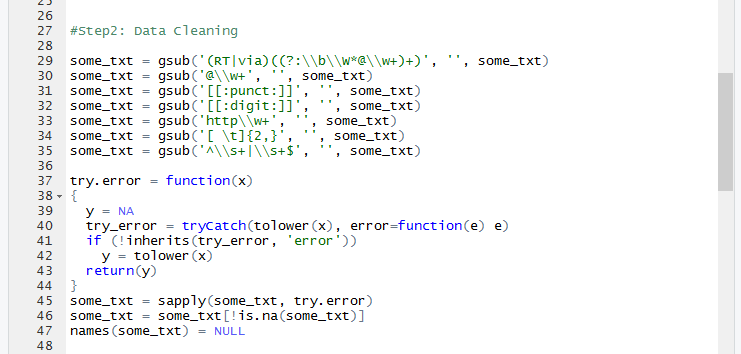 25
26
27 #Step2: Data Cleaning
28
29 some_txt = gsub('(RT|via)((?:\\b\\W*@\\w+)+)', '', some_txt)
30 some_txt = gsub('@\\w+', '', some_txt)
31 some_txt = gsub('[[:punct:]]', '', some_txt)
32 some_txt = gsub('[[:digit:]]', '', some_txt)
33 some_txt = gsub('http\\w+', '', some_txt)
34 some_txt = gsub('[ \t]{2,}', '', some_txt)
35 some_txt = gsub('^\\s+|\\s+$', '', some_txt)
36
37 try.error = function(x)
38 {
39 y = NA
40 try_error = tryCatch(tolower(x), error=function(e) e)
41 if (!inherits(try_error, 'error'))
42 y = tolower(x)
43 return(y)
44 }
45 some_txt = sapply(some_txt, try.error)
46 some_txt = some_txt[!is.na(some_txt)]
47 names(some_txt) = NULL
48